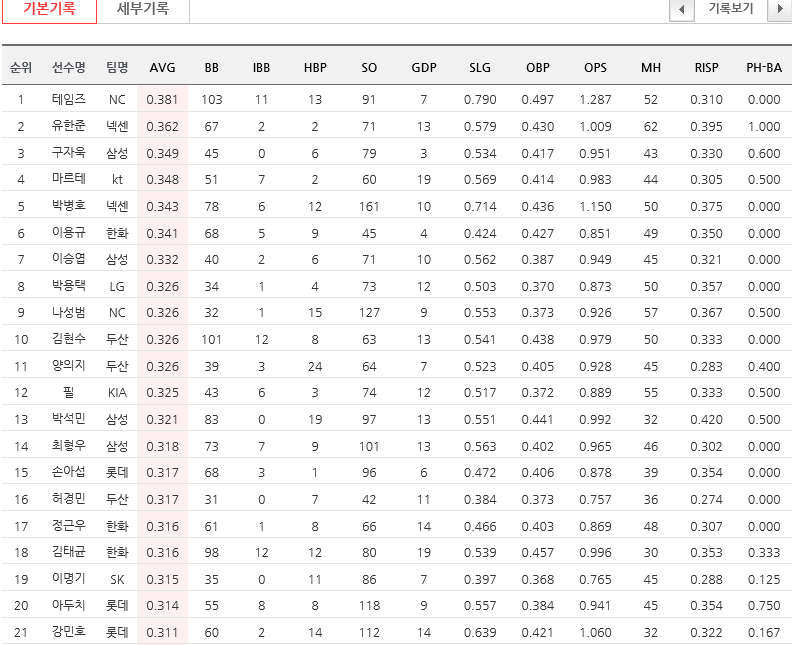 기본기록 세부기록 기록보기
순위 선수명 팀명 AVG BB IBB HBP SO GDP SLG OBP OPS MH RISP PH-BA
1 테임즈 NC 0.381 103 11 13 91 7 0.790 0.497 1.287 52 0.310 0.000
2 유한준 넥센 0.362 67 2 2 71 13 0.579 0.430 1.009 62 0.395 1.000
3 구자욱 삼성 0.349 45 0 6 79 3 0.534 0.417 0.951 43 0.330 0.600
4 마르테 kt 0.348 51 7 2 60 19 0.569 0.414 0.983 44 0.305 0.500
5 박병호 넥센 0.343 78 6 12 161 10 0.714 0.436 1.150 50 0.375 0.000
6 이용규 한화 0.341 68 5 9 45 4 0.424 0.427 0.851 49 0.350 0.000
7 이승엽 삼성 0.332 40 2 6 71 10 0.562 0.387 0.949 45 0.321 0.000
8 박용택 LG 0.326 34 1 4 73 12 0.503 0.370 0.873 50 0.357 0.000
9 나성범 NC 0.326 32 1 15 127 9 0.553 0.373 0.926 57 0.367 0.500
10 김현수 두산 0.326 101 12 8 63 13 0.541 0.438 0.979 50 0.333 0.000
11 양의지 두산 0.326 39 3 24 64 7 0.523 0.405 0.928 45 0.283 0.400
12 필 KIA 0.325 43 6 3 74 12 0.517 0.372 0.889 55 0.333 0.500
13 박석민 삼성 0.321 83 0 19 97 13 0.551 0.441 0.992 32 0.420 0.500
14 최형우 삼성 0.318 73 7 9 101 13 0.563 0.402 0.965 46 0.302 0.000
15 손아섭 롯데 0.317 68 3 1 96 6 0.472 0.406 0.878 39 0.354 0.000
16 허경민 두산 0.317 31 0 7 42 11 0.384 0.373 0.757 36 0.274 0.000
17 정근우 한화 0.316 61 1 8 66 14 0.466 0.403 0.869 48 0.307 0.000
18 김태균 한화 0.316 98 12 12 80 19 0.539 0.457 0.996 30 0.353 0.333
19 이명기 SK 0.315 35 0 11 86 7 0.397 0.368 0.765 45 0.288 0.125
20 아두치 롯데 0.314 55 8 8 118 9 0.557 0.384 0.941 45 0.354 0.750
21 강민호 롯데 0.311 60 2 14 112 14 0.639 0.421 1.060 32 0.322 0.167